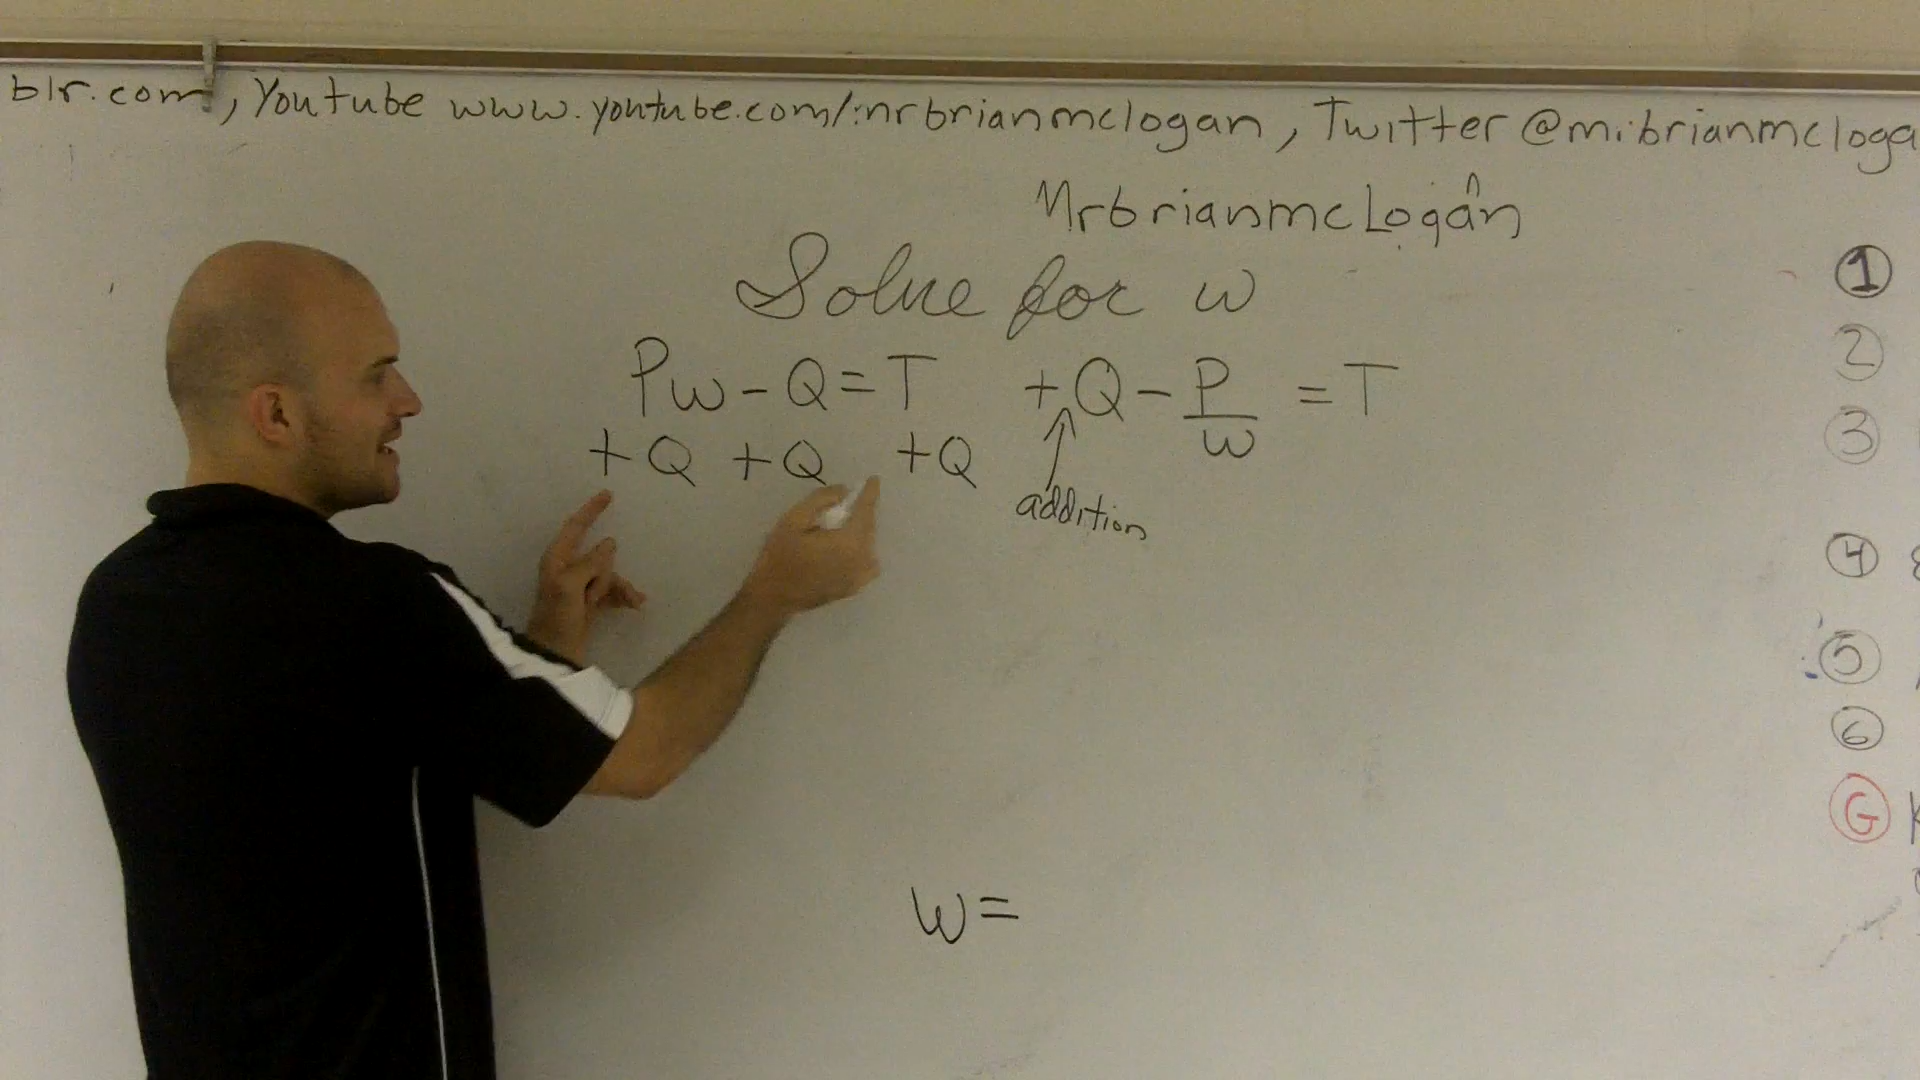 blr.com, Youtube www.youtube.com/mrbrianmclogan, Twitter @mrbrianmcloga
MrbrianmcLogan
Solve for w
Pw - Q = T
+Q +Q +Q
+Q - P/w = T
addition
w =
1
2
3
4
5
6
G